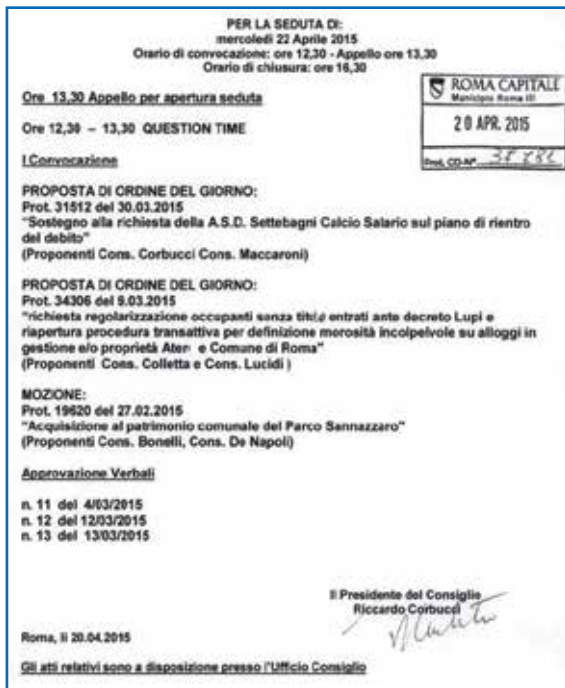 PER LA SEDUTA DI:
mercoledì 22 Aprile 2015
Orario di convocazione: ore 12,30 - Appello ore 13,30
Orario di chiusura: ore 16,30
ROMA CAPITALE
Municipio Roma III
20 APR. 2015
Prot. CD-N°
Ore 13,30 Appello per apertura seduta
Ore 12,30 – 13,30 QUESTION TIME
I Convocazione
PROPOSTA DI ORDINE DEL GIORNO:
Prot. 31512 del 30.03.2015
"Sostegno alla richiesta della A.S.D. Settebagni Calcio Salario sul piano di rientro
del debito"
(Proponenti Cons. Corbucci Cons. Maccaroni)
PROPOSTA DI ORDINE DEL GIORNO:
Prot. 34306 del 9.03.2015
"richiesta regolarizzazione occupanti senza titolo entrati ante decreto Lupi e
riapertura procedura transattiva per definizione morosità incolpevole su alloggi in
gestione e/o proprietà Ater e Comune di Roma"
(Proponenti Cons. Colletta e Cons. Lucidi )
MOZIONE:
Prot. 19620 del 27.02.2015
"Acquisizione al patrimonio comunale del Parco Sannazzaro"
(Proponenti Cons. Bonelli, Cons. De Napoli)
Approvazione Verbali
n. 11 del 4/03/2015
n. 12 del 12/03/2015
n. 13 del 13/03/2015
Il Presidente del Consiglio
Riccardo Corbucci
Roma, li 20.04.2015
Gli atti relativi sono a disposizione presso l'Ufficio Consiglio